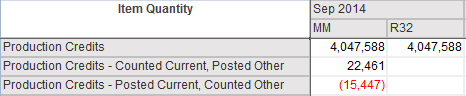 Item Quantity Sep 2014
MM R32
Production Credits 4,047,588 4,047,588
Production Credits - Counted Current, Posted Other 22,461
Production Credits - Posted Current, Counted Other (15,447)